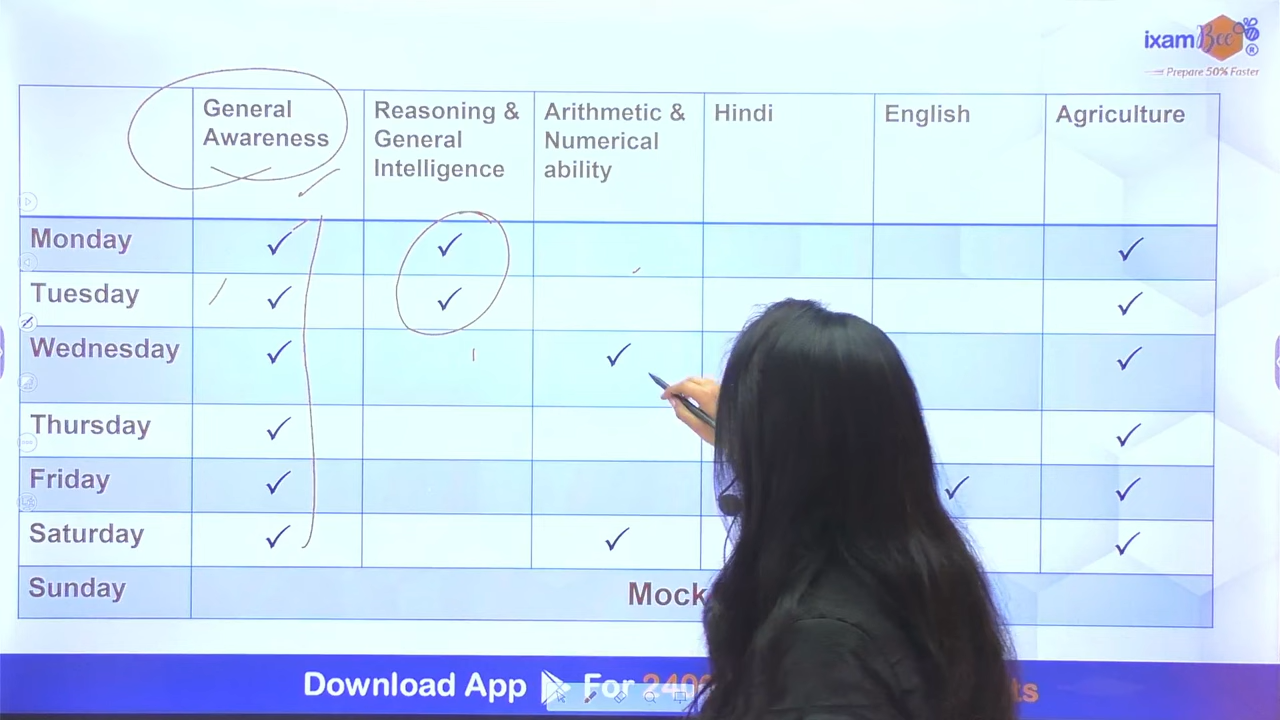 ixamBee
®
Prepare 50% Faster
General Awareness
Reasoning & General Intelligence
Arithmetic & Numerical ability
Hindi
English
Agriculture
Monday ✓ ✓ ✓
Tuesday ✓ ✓ ✓
Wednesday ✓ ✓ ✓
Thursday ✓ ✓
Friday ✓ ✓ ✓
Saturday ✓ ✓ ✓
Sunday Mock
Download App For